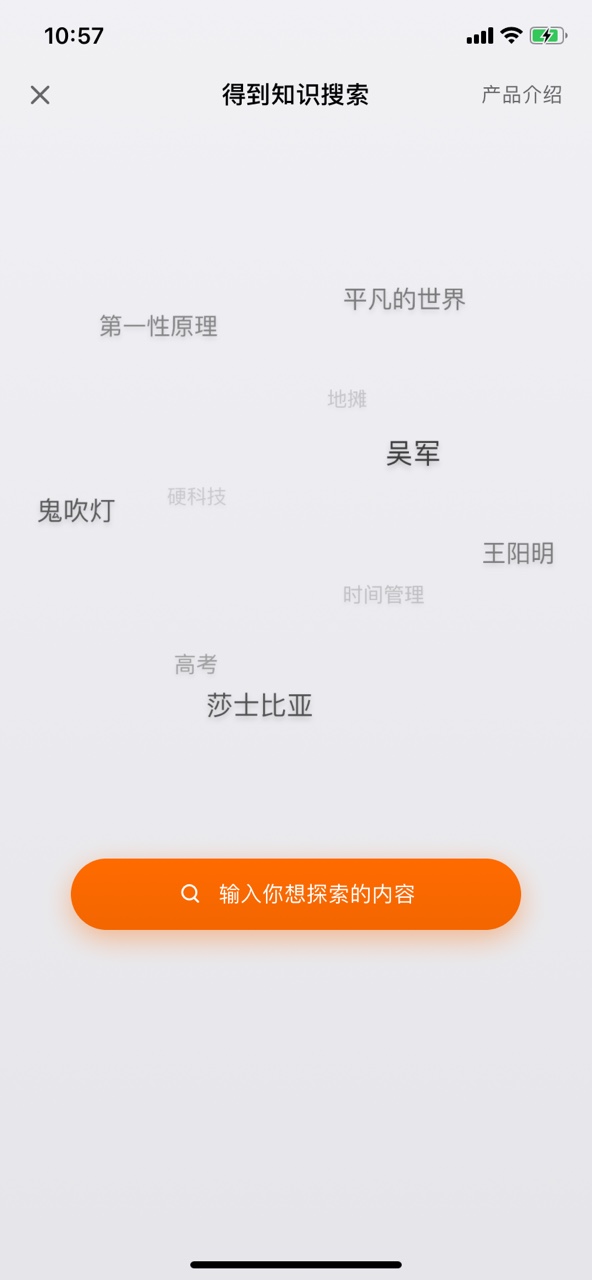 10:57
得到知识搜索
产品介绍
平凡的世界
第一性原理
地摊
吴军
硬科技
鬼吹灯
王阳明
时间管理
高考
莎士比亚
输入你想探索的内容